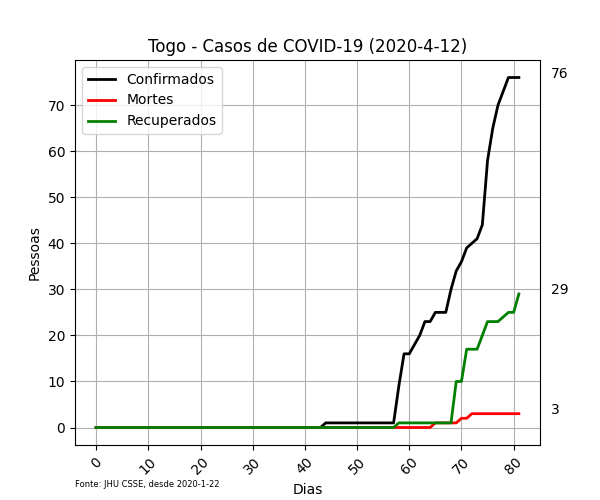 Togo - Casos de COVID-19 (2020-4-12)
Confirmados
Mortes
Recuperados
76
29
3
Pessoas
70
60
50
40
30
20
10
0
0 10 20 30 40 50 60 70 80
Dias
Fonte: JHU CSSE, desde 2020-1-22